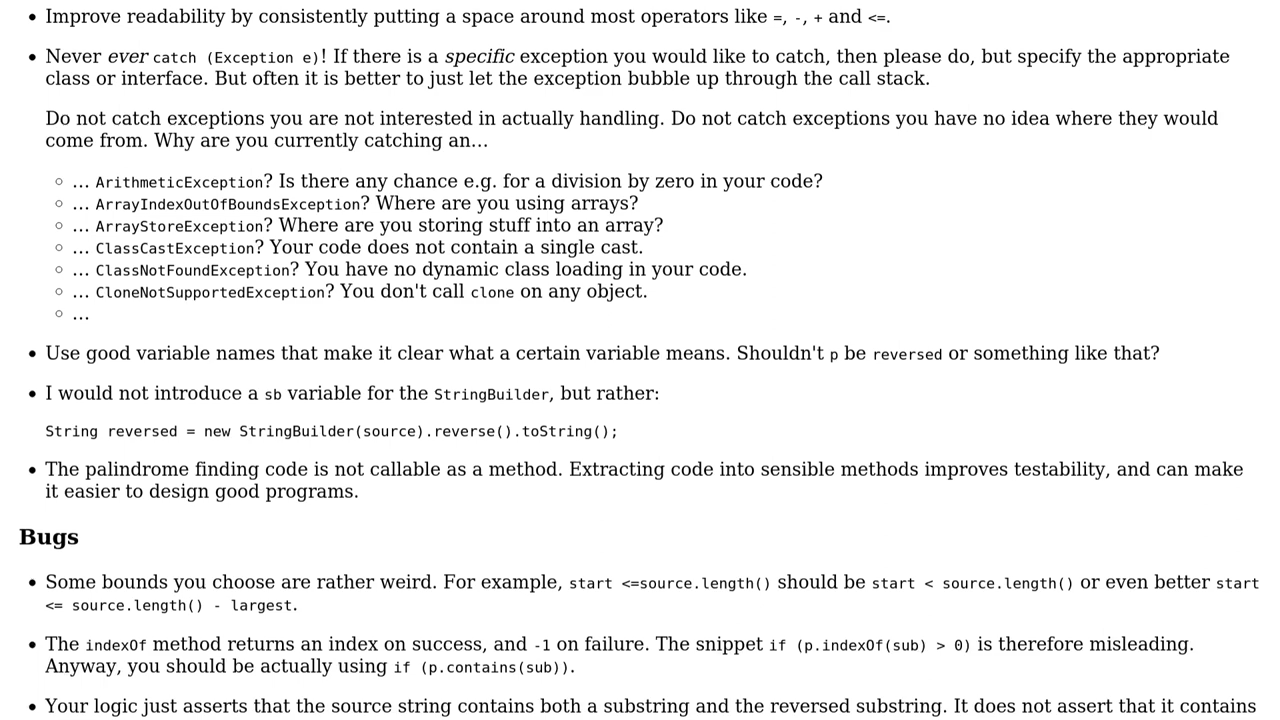 • Improve readability by consistently putting a space around most operators like =, -, + and <=.
• Never ever catch (Exception e)! If there is a specific exception you would like to catch, then please do, but specify the appropriate
class or interface. But often it is better to just let the exception bubble up through the call stack.
Do not catch exceptions you are not interested in actually handling. Do not catch exceptions you have no idea where they would
come from. Why are you currently catching an…
◦ … ArithmeticException? Is there any chance e.g. for a division by zero in your code?
◦ … ArrayIndexOutOfBoundsException? Where are you using arrays?
◦ … ArrayStoreException? Where are you storing stuff into an array?
◦ … ClassCastException? Your code does not contain a single cast.
◦ … ClassNotFoundException? You have no dynamic class loading in your code.
◦ … CloneNotSupportedException? You don't call clone on any object.
◦ …
• Use good variable names that make it clear what a certain variable means. Shouldn't p be reversed or something like that?
• I would not introduce a sb variable for the StringBuilder, but rather:
String reversed = new StringBuilder(source).reverse().toString();
• The palindrome finding code is not callable as a method. Extracting code into sensible methods improves testability, and can make
it easier to design good programs.
Bugs
• Some bounds you choose are rather weird. For example, start <=source.length() should be start < source.length() or even better start
<= source.length() - largest.
• The indexOf method returns an index on success, and -1 on failure. The snippet if (p.indexOf(sub) > 0) is therefore misleading.
Anyway, you should be actually using if (p.contains(sub)).
• Your logic just asserts that the source string contains both a substring and the reversed substring. It does not assert that it contains